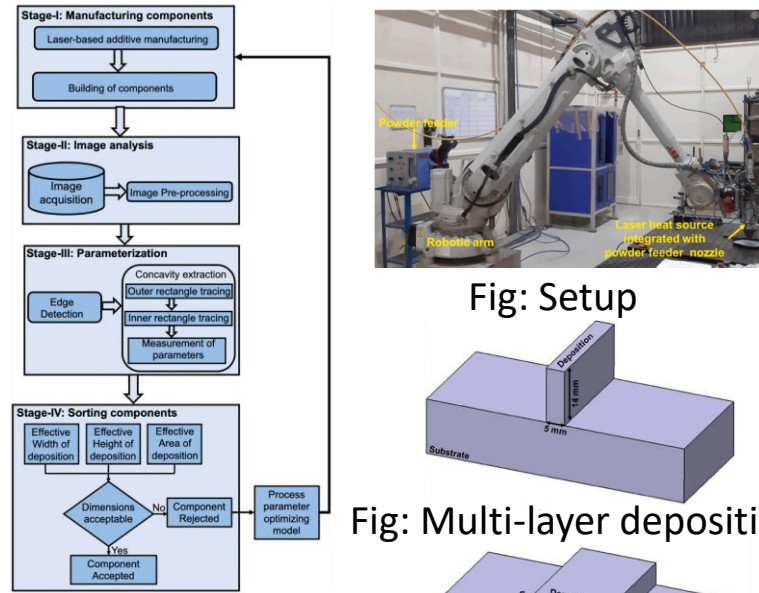 Stage-I: Manufacturing components
Laser-based additive manufacturing
Building of components
Stage-II: Image analysis
Image
acquisition
Image Pre-processing
Stage-III: Parameterization
Concavity extraction
Edge
Detection
Outer rectangle tracing
Inner rectangle tracing
Measurement of
parameters
Stage-IV: Sorting components
Effective
Width of
deposition
Effective
Height of
deposition
Effective
Area of
deposition
Dimensions
acceptable
No
Component
Rejected
Process
parameter
optimizing
model
Yes
Component
Accepted
Powder feeder
Robotic arm
Laser heat source
integrated with
powder feeder nozzle
Fig: Setup
Deposition
14 mm
5 mm
Substrate
Fig: Multi-layer depositi